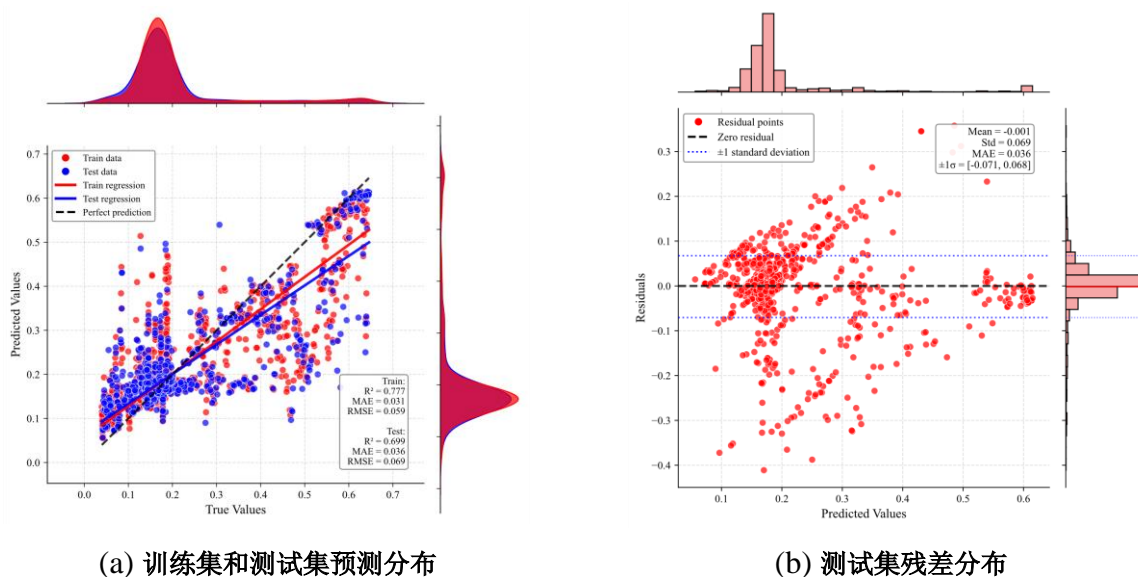 Train data
Test data
Train regression
Test regression
Perfect prediction
0.7
0.6
0.5
0.4
0.3
0.2
0.1
0.0
Predicted Values
Train:
R² = 0.777
MAE = 0.031
RMSE = 0.059
Test:
R² = 0.699
MAE = 0.036
RMSE = 0.069
0.0 0.1 0.2 0.3 0.4 0.5 0.6 0.7
True Values
(a) 训练集和测试集预测分布
Residual points
Zero residual
±1 standard deviation
Mean = -0.001
Std = 0.069
MAE = 0.036
±1σ = [-0.071, 0.068]
0.3
0.2
0.1
0.0
−0.1
−0.2
−0.3
−0.4
Residuals
0.1 0.2 0.3 0.4 0.5 0.6
Predicted Values
(b) 测试集残差分布